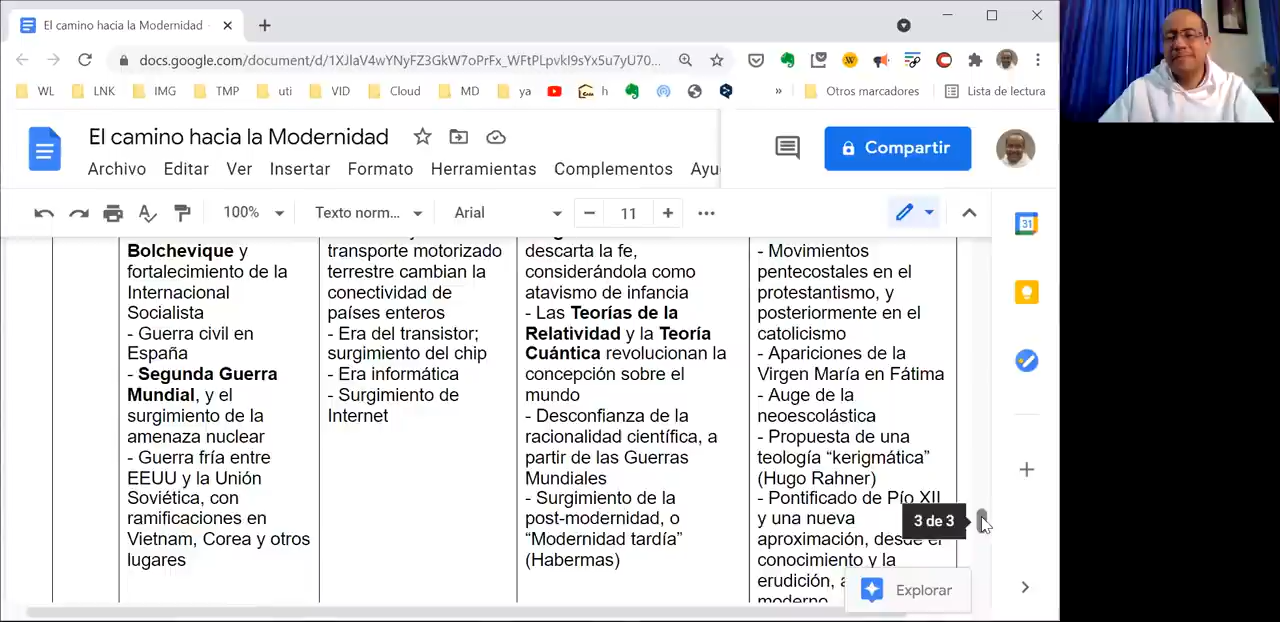 El camino hacia la Modernidad
docs.google.com/document/d/1XJlaV4wYNyFZ3GkW7oPrFx_WFtPLpvkI9sYx5u7yU70...
WL LNK IMG TMP uti VID Cloud MD ya h » Otros marcadores Lista de lectura
El camino hacia la Modernidad
Compartir
Archivo Editar Ver Insertar Formato Herramientas Complementos Ayu
100% Texto norm... Arial 11
31
Bolchevique y
fortalecimiento de la
Internacional
Socialista
- Guerra civil en
España
- Segunda Guerra
Mundial, y el
surgimiento de la
amenaza nuclear
- Guerra fría entre
EEUU y la Unión
Soviética, con
ramificaciones en
Vietnam, Corea y otros
lugares
transporte motorizado
terrestre cambian la
conectividad de
países enteros
- Era del transistor;
surgimiento del chip
- Era informática
- Surgimiento de
Internet
descarta la fe,
considerándola como
atavismo de infancia
- Las Teorías de la
Relatividad y la Teoría
Cuántica revolucionan la
concepción sobre el
mundo
- Desconfianza de la
racionalidad científica, a
partir de las Guerras
Mundiales
- Surgimiento de la
post-modernidad, o
“Modernidad tardía”
(Habermas)
- Movimientos
pentecostales en el
protestantismo, y
posteriormente en el
catolicismo
- Apariciones de la
Virgen María en Fátima
- Auge de la
neoescolástica
- Propuesta de una
teología “kerigmática”
(Hugo Rahner)
- Pontificado de Pío XII
y una nueva
aproximación, desde el
conocimiento y la
erudición, a
moderno
3 de 3
Explorar